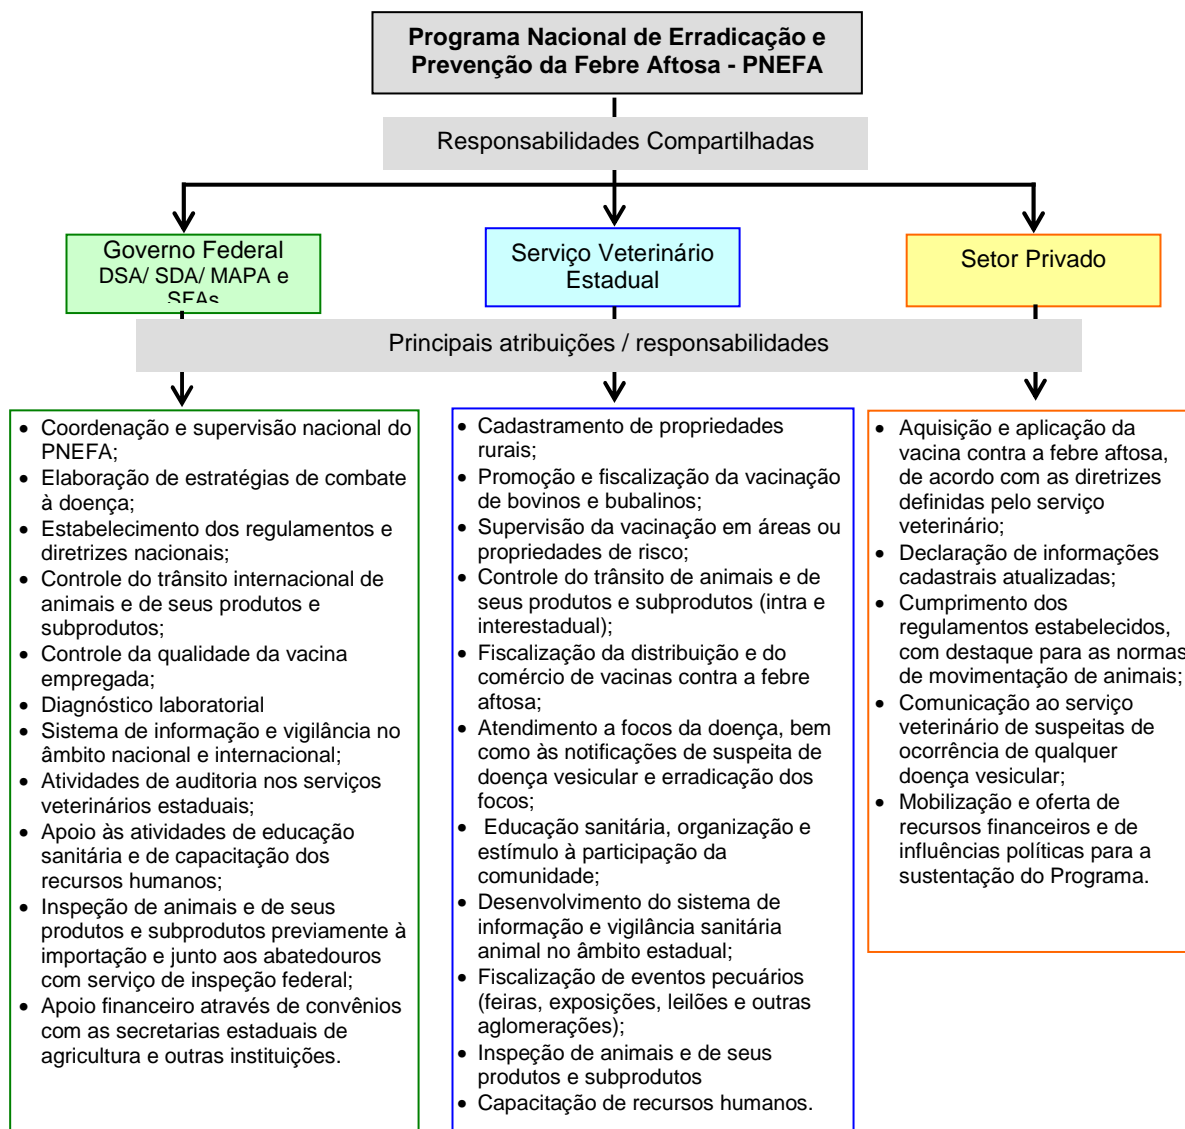 Programa Nacional de Erradicação e
Prevenção da Febre Aftosa - PNEFA
Responsabilidades Compartilhadas
Governo Federal
DSA/ SDA/ MAPA e
SFAs
Serviço Veterinário
Estadual
Setor Privado
Principais atribuições / responsabilidades
• Coordenação e supervisão nacional do
PNEFA;
• Elaboração de estratégias de combate
à doença;
• Estabelecimento dos regulamentos e
diretrizes nacionais;
• Controle do trânsito internacional de
animais e de seus produtos e
subprodutos;
• Controle da qualidade da vacina
empregada;
• Diagnóstico laboratorial
• Sistema de informação e vigilância no
âmbito nacional e internacional;
• Atividades de auditoria nos serviços
veterinários estaduais;
• Apoio às atividades de educação
sanitária e de capacitação dos
recursos humanos;
• Inspeção de animais e de seus
produtos e subprodutos previamente à
importação e junto aos abatedouros
com serviço de inspeção federal;
• Apoio financeiro através de convênios
com as secretarias estaduais de
agricultura e outras instituições.
• Cadastramento de propriedades
rurais;
• Promoção e fiscalização da vacinação
de bovinos e bubalinos;
• Supervisão da vacinação em áreas ou
propriedades de risco;
• Controle do trânsito de animais e de
seus produtos e subprodutos (intra e
interestadual);
• Fiscalização da distribuição e do
comércio de vacinas contra a febre
aftosa;
• Atendimento a focos da doença, bem
como às notificações de suspeita de
doença vesicular e erradicação dos
focos;
• Educação sanitária, organização e
estímulo à participação da
comunidade;
• Desenvolvimento do sistema de
informação e vigilância sanitária
animal no âmbito estadual;
• Fiscalização de eventos pecuários
(feiras, exposições, leilões e outras
aglomerações);
• Inspeção de animais e de seus
produtos e subprodutos
• Capacitação de recursos humanos.
• Aquisição e aplicação da
vacina contra a febre aftosa,
de acordo com as diretrizes
definidas pelo serviço
veterinário;
• Declaração de informações
cadastrais atualizadas;
• Cumprimento dos
regulamentos estabelecidos,
com destaque para as normas
de movimentação de animais;
• Comunicação ao serviço
veterinário de suspeitas de
ocorrência de qualquer
doença vesicular;
• Mobilização e oferta de
recursos financeiros e de
influências políticas para a
sustentação do Programa.